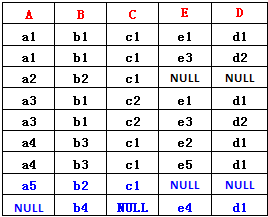 A B C E D
a1 b1 c1 e1 d1
a1 b1 c1 e3 d2
a2 b2 c1 NULL NULL
a3 b1 c2 e1 d1
a3 b1 c2 e3 d2
a4 b3 c1 e2 d1
a4 b3 c1 e5 d1
a5 b2 c1 NULL NULL
NULL b4 NULL e4 d1